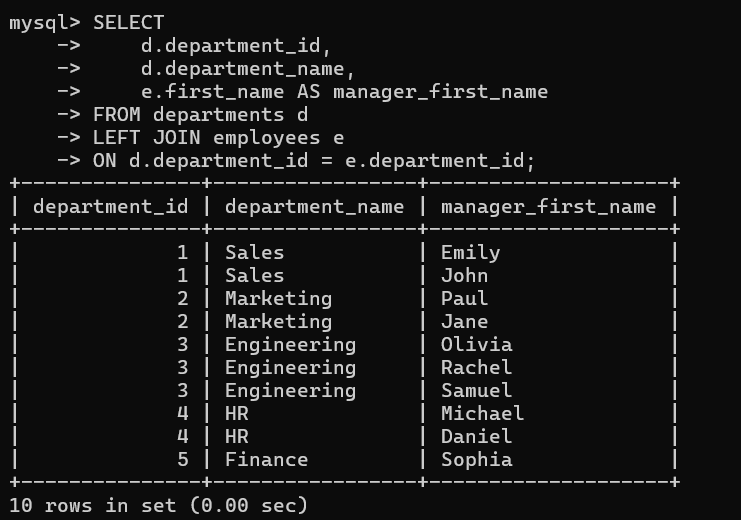 mysql> SELECT
    ->     d.department_id,
    ->     d.department_name,
    ->     e.first_name AS manager_first_name
    -> FROM departments d
    -> LEFT JOIN employees e
    -> ON d.department_id = e.department_id;
+---------------+-----------------+--------------------+
| department_id | department_name | manager_first_name |
+---------------+-----------------+--------------------+
|             1 | Sales           | Emily              |
|             1 | Sales           | John               |
|             2 | Marketing       | Paul               |
|             2 | Marketing       | Jane               |
|             3 | Engineering     | Olivia             |
|             3 | Engineering     | Rachel             |
|             3 | Engineering     | Samuel             |
|             4 | HR              | Michael            |
|             4 | HR              | Daniel             |
|             5 | Finance         | Sophia             |
+---------------+-----------------+--------------------+
10 rows in set (0.00 sec)